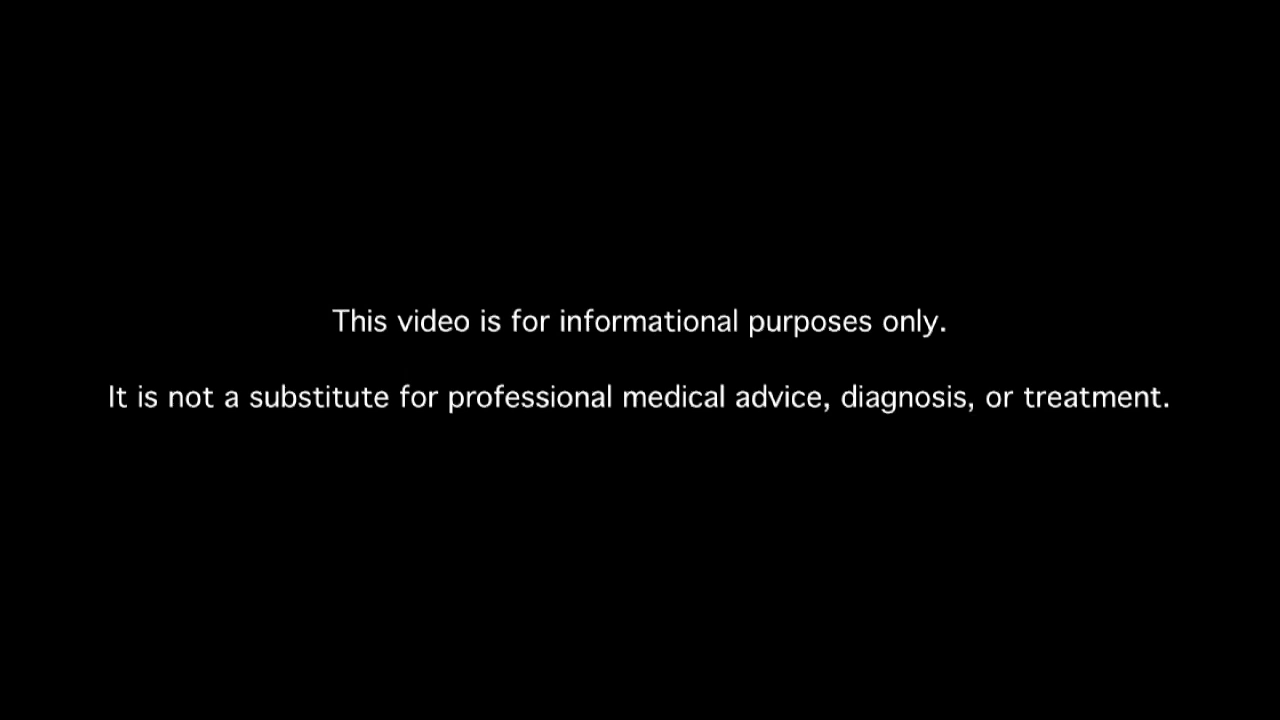 This video is for informational purposes only.
It is not a substitute for professional medical advice, diagnosis, or treatment.